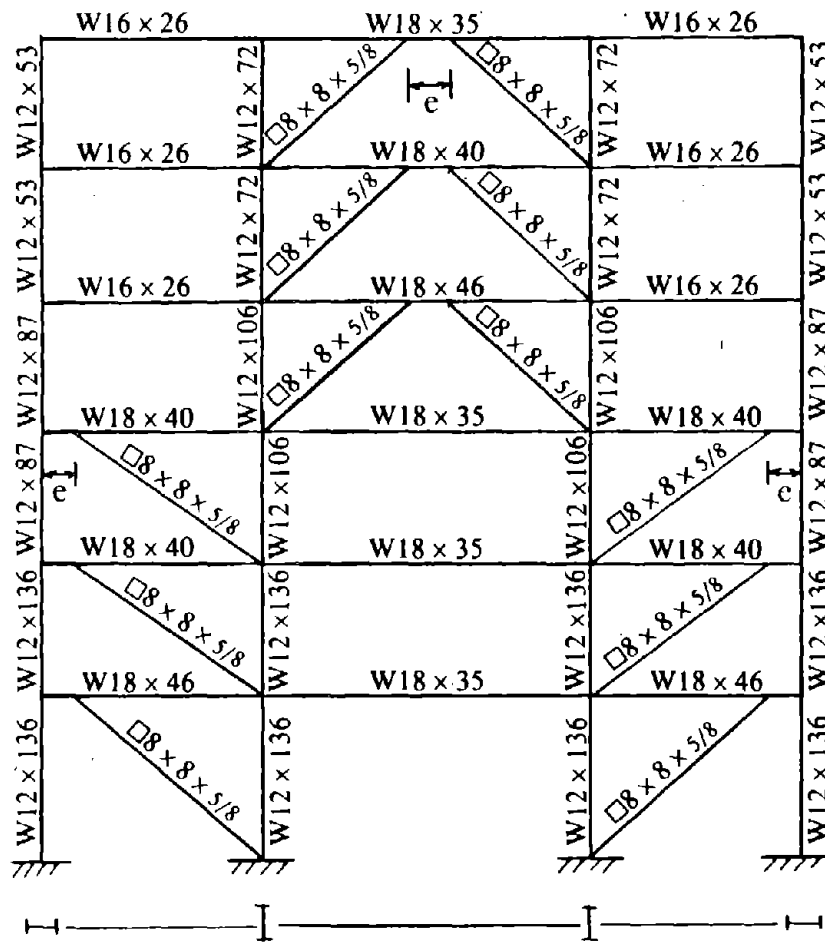 W16 × 26 W18 × 35 W16 × 26
W12 × 53 W12 × 72 □8 × 8 × 5/8 e □8 × 8 × 5/8 W12 × 72 W12 × 53
W16 × 26 W18 × 40 W16 × 26
W12 × 53 W12 × 72 □8 × 8 × 5/8 □8 × 8 × 5/8 W12 × 72 W12 × 53
W16 × 26 W18 × 46 W16 × 26
W12 × 87 W12 × 106 □8 × 8 × 5/8 □8 × 8 × 5/8 W12 × 106 W12 × 87
W18 × 40 W18 × 35 W18 × 40
W12 × 87 e □8 × 8 × 5/8 W12 × 106 W12 × 106 □8 × 8 × 5/8 e W12 × 87
W18 × 40 W18 × 35 W18 × 40
W12 × 136 □8 × 8 × 5/8 W12 × 136 W12 × 136 □8 × 8 × 5/8 W12 × 136
W18 × 46 W18 × 35 W18 × 46
W12 × 136 □8 × 8 × 5/8 W12 × 136 W12 × 136 □8 × 8 × 5/8 W12 × 136